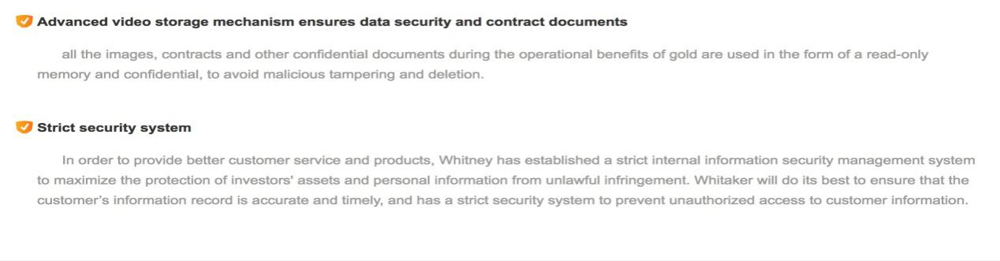 Advanced video storage mechanism ensures data security and contract documents
all the images, contracts and other confidential documents during the operational benefits of gold are used in the form of a read-only
memory and confidential, to avoid malicious tampering and deletion.
Strict security system
In order to provide better customer service and products, Whitney has established a strict internal information security management system
to maximize the protection of investors' assets and personal information from unlawful infringement. Whitaker will do its best to ensure that the
customer's information record is accurate and timely, and has a strict security system to prevent unauthorized access to customer information.